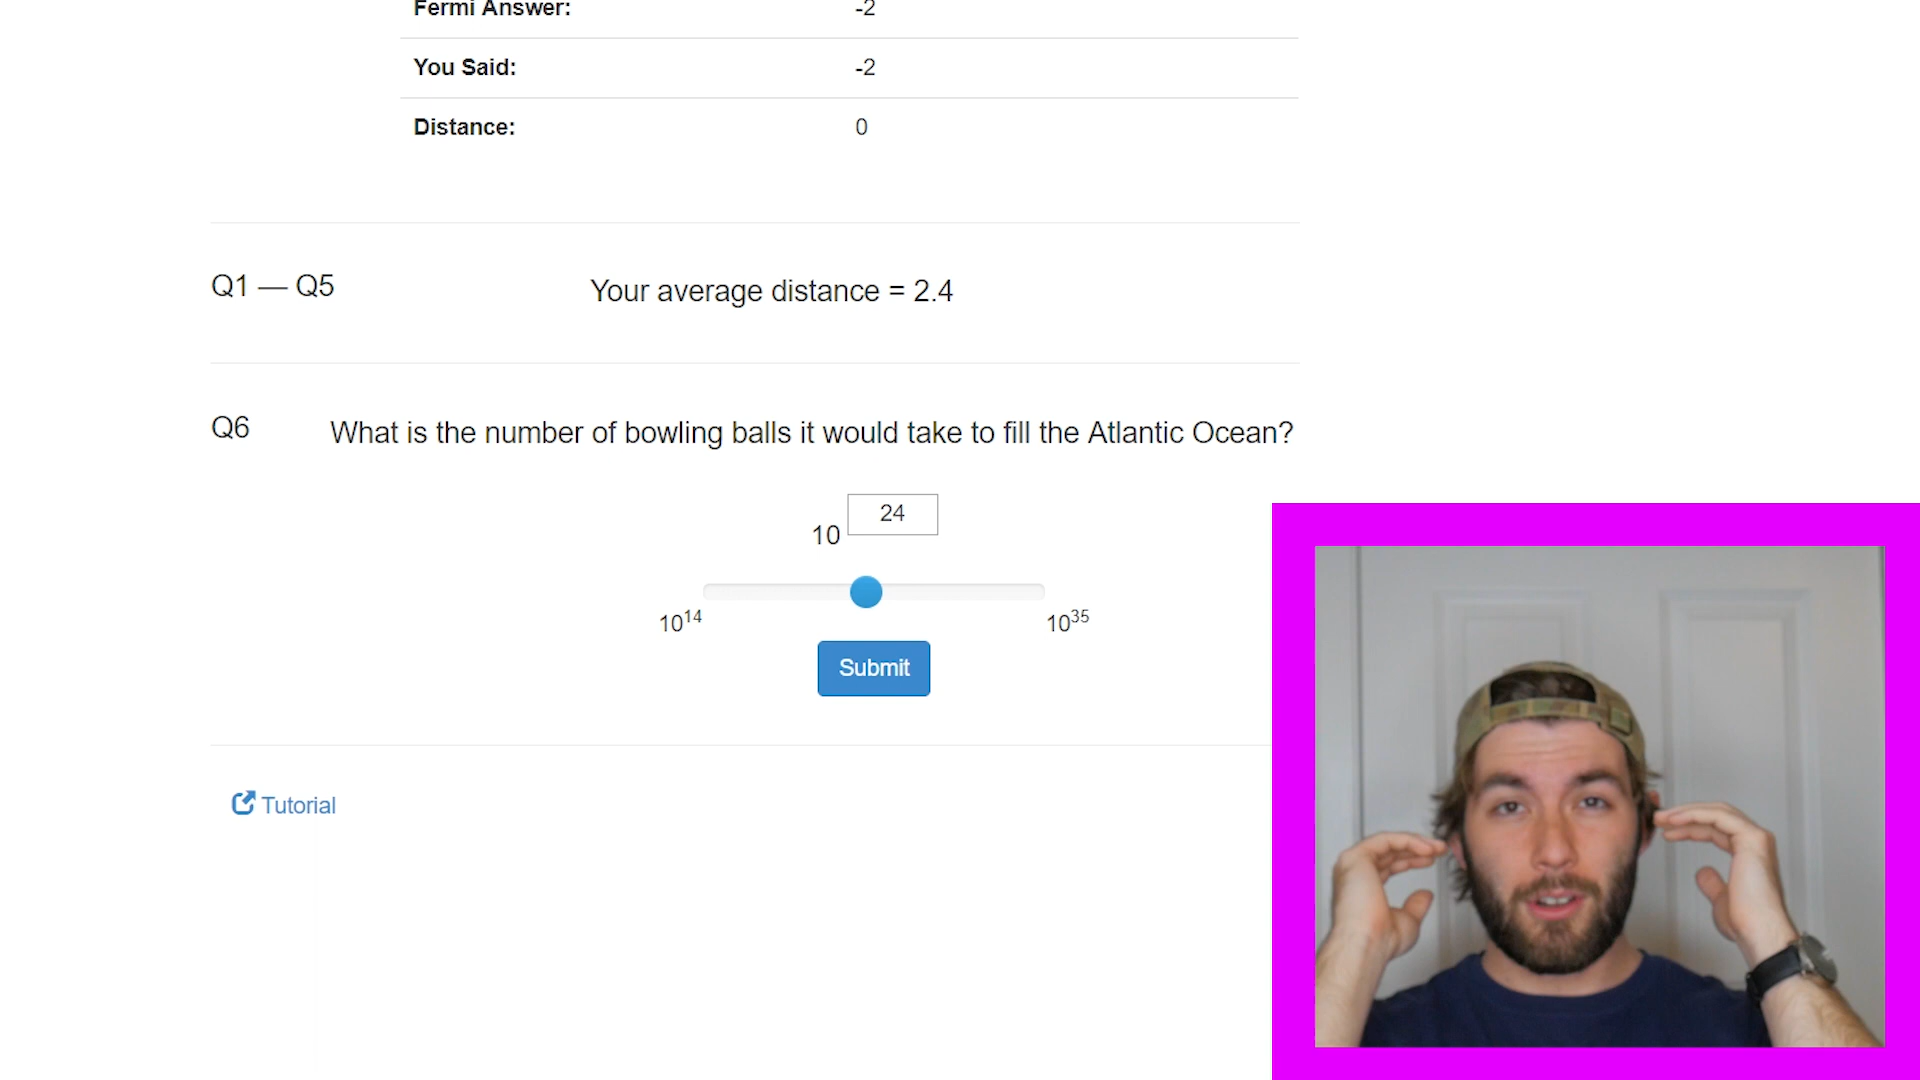 Fermi Answer: -2
You Said: -2
Distance: 0
Q1 — Q5 Your average distance = 2.4
Q6 What is the number of bowling balls it would take to fill the Atlantic Ocean?
10 24
10^14 10^35
Submit
Tutorial